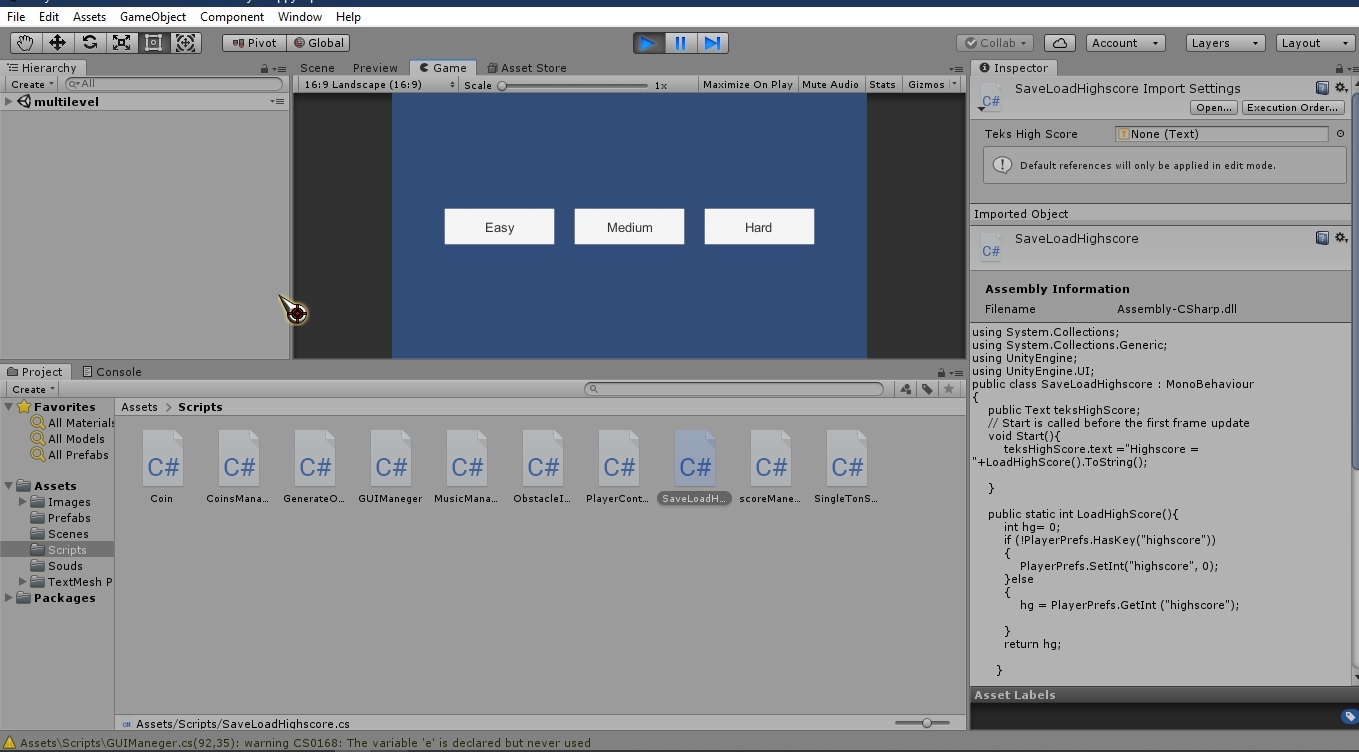 File Edit Assets GameObject Component Window Help
Pivot Global Collab Account Layers Layout
Hierarchy Scene Preview Game Asset Store Inspector
Create All 16:9 Landscape (16:9) Scale 1x Maximize On Play Mute Audio Stats Gizmos
multilevel
SaveLoadHighscore Import Settings
C#
Open... Execution Order...
Teks High Score None (Text)
Default references will only be applied in edit mode.
Easy Medium Hard
Imported Object
SaveLoadHighscore
C#
Assembly Information
Filename Assembly-CSharp.dll
using System.Collections;
using System.Collections.Generic;
using UnityEngine;
using UnityEngine.UI;
public class SaveLoadHighscore : MonoBehaviour
{
public Text teksHighScore;
// Start is called before the first frame update
void Start(){
teksHighScore.text ="Highscore =
"+LoadHighScore().ToString();
}
public static int LoadHighScore(){
int hg= 0;
if (!PlayerPrefs.HasKey("highscore"))
{
PlayerPrefs.SetInt("highscore", 0);
}else
{
hg = PlayerPrefs.GetInt ("highscore");
}
return hg;
}
Asset Labels
Project Console
Create
Favorites
All Materials
All Models
All Prefabs
Assets
Images
Prefabs
Scenes
Scripts
Souds
TextMesh P
Packages
Assets > Scripts
C# C# C# C# C# C# C# C# C# C#
Coin CoinsMana... GenerateO... GUIManeger MusicMana... ObstacleI... PlayerCont... SaveLoadH... scoreMane... SingleTonS...
C# Assets/Scripts/SaveLoadHighscore.cs
Assets\Scripts\GUIManeger.cs(92,35): warning CS0168: The variable 'e' is declared but never used